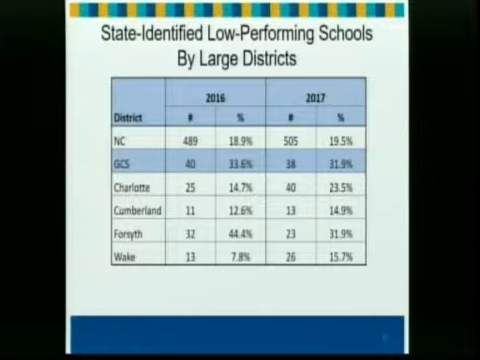 State-Identified Low-Performing Schools
By Large Districts
2016 2017
District # % # %
NC 489 18.9% 505 19.5%
GCS 40 33.6% 38 31.9%
Charlotte 25 14.7% 40 23.5%
Cumberland 11 12.6% 13 14.9%
Forsyth 32 44.4% 23 31.9%
Wake 13 7.8% 26 15.7%